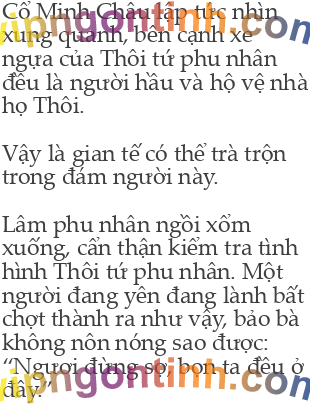 Cố Minh Châu lập tức nhìn
xung quanh, bên cạnh xe
ngựa của Thôi tứ phu nhân
đều là người hầu và hộ vệ nhà
họ Thôi.
Vậy là gian tế có thể trà trộn
trong đám người này.
Lâm phu nhân ngồi xổm
xuống, cẩn thận kiểm tra tình
hình Thôi tứ phu nhân. Một
người đang yên đang lành bất
chợt thành ra như vậy, bảo bà
không nôn nóng sao được:
“Ngươi đừng sợ, bọn ta đều ở
đây.”
vipngontinh.com
vipngontinh.com